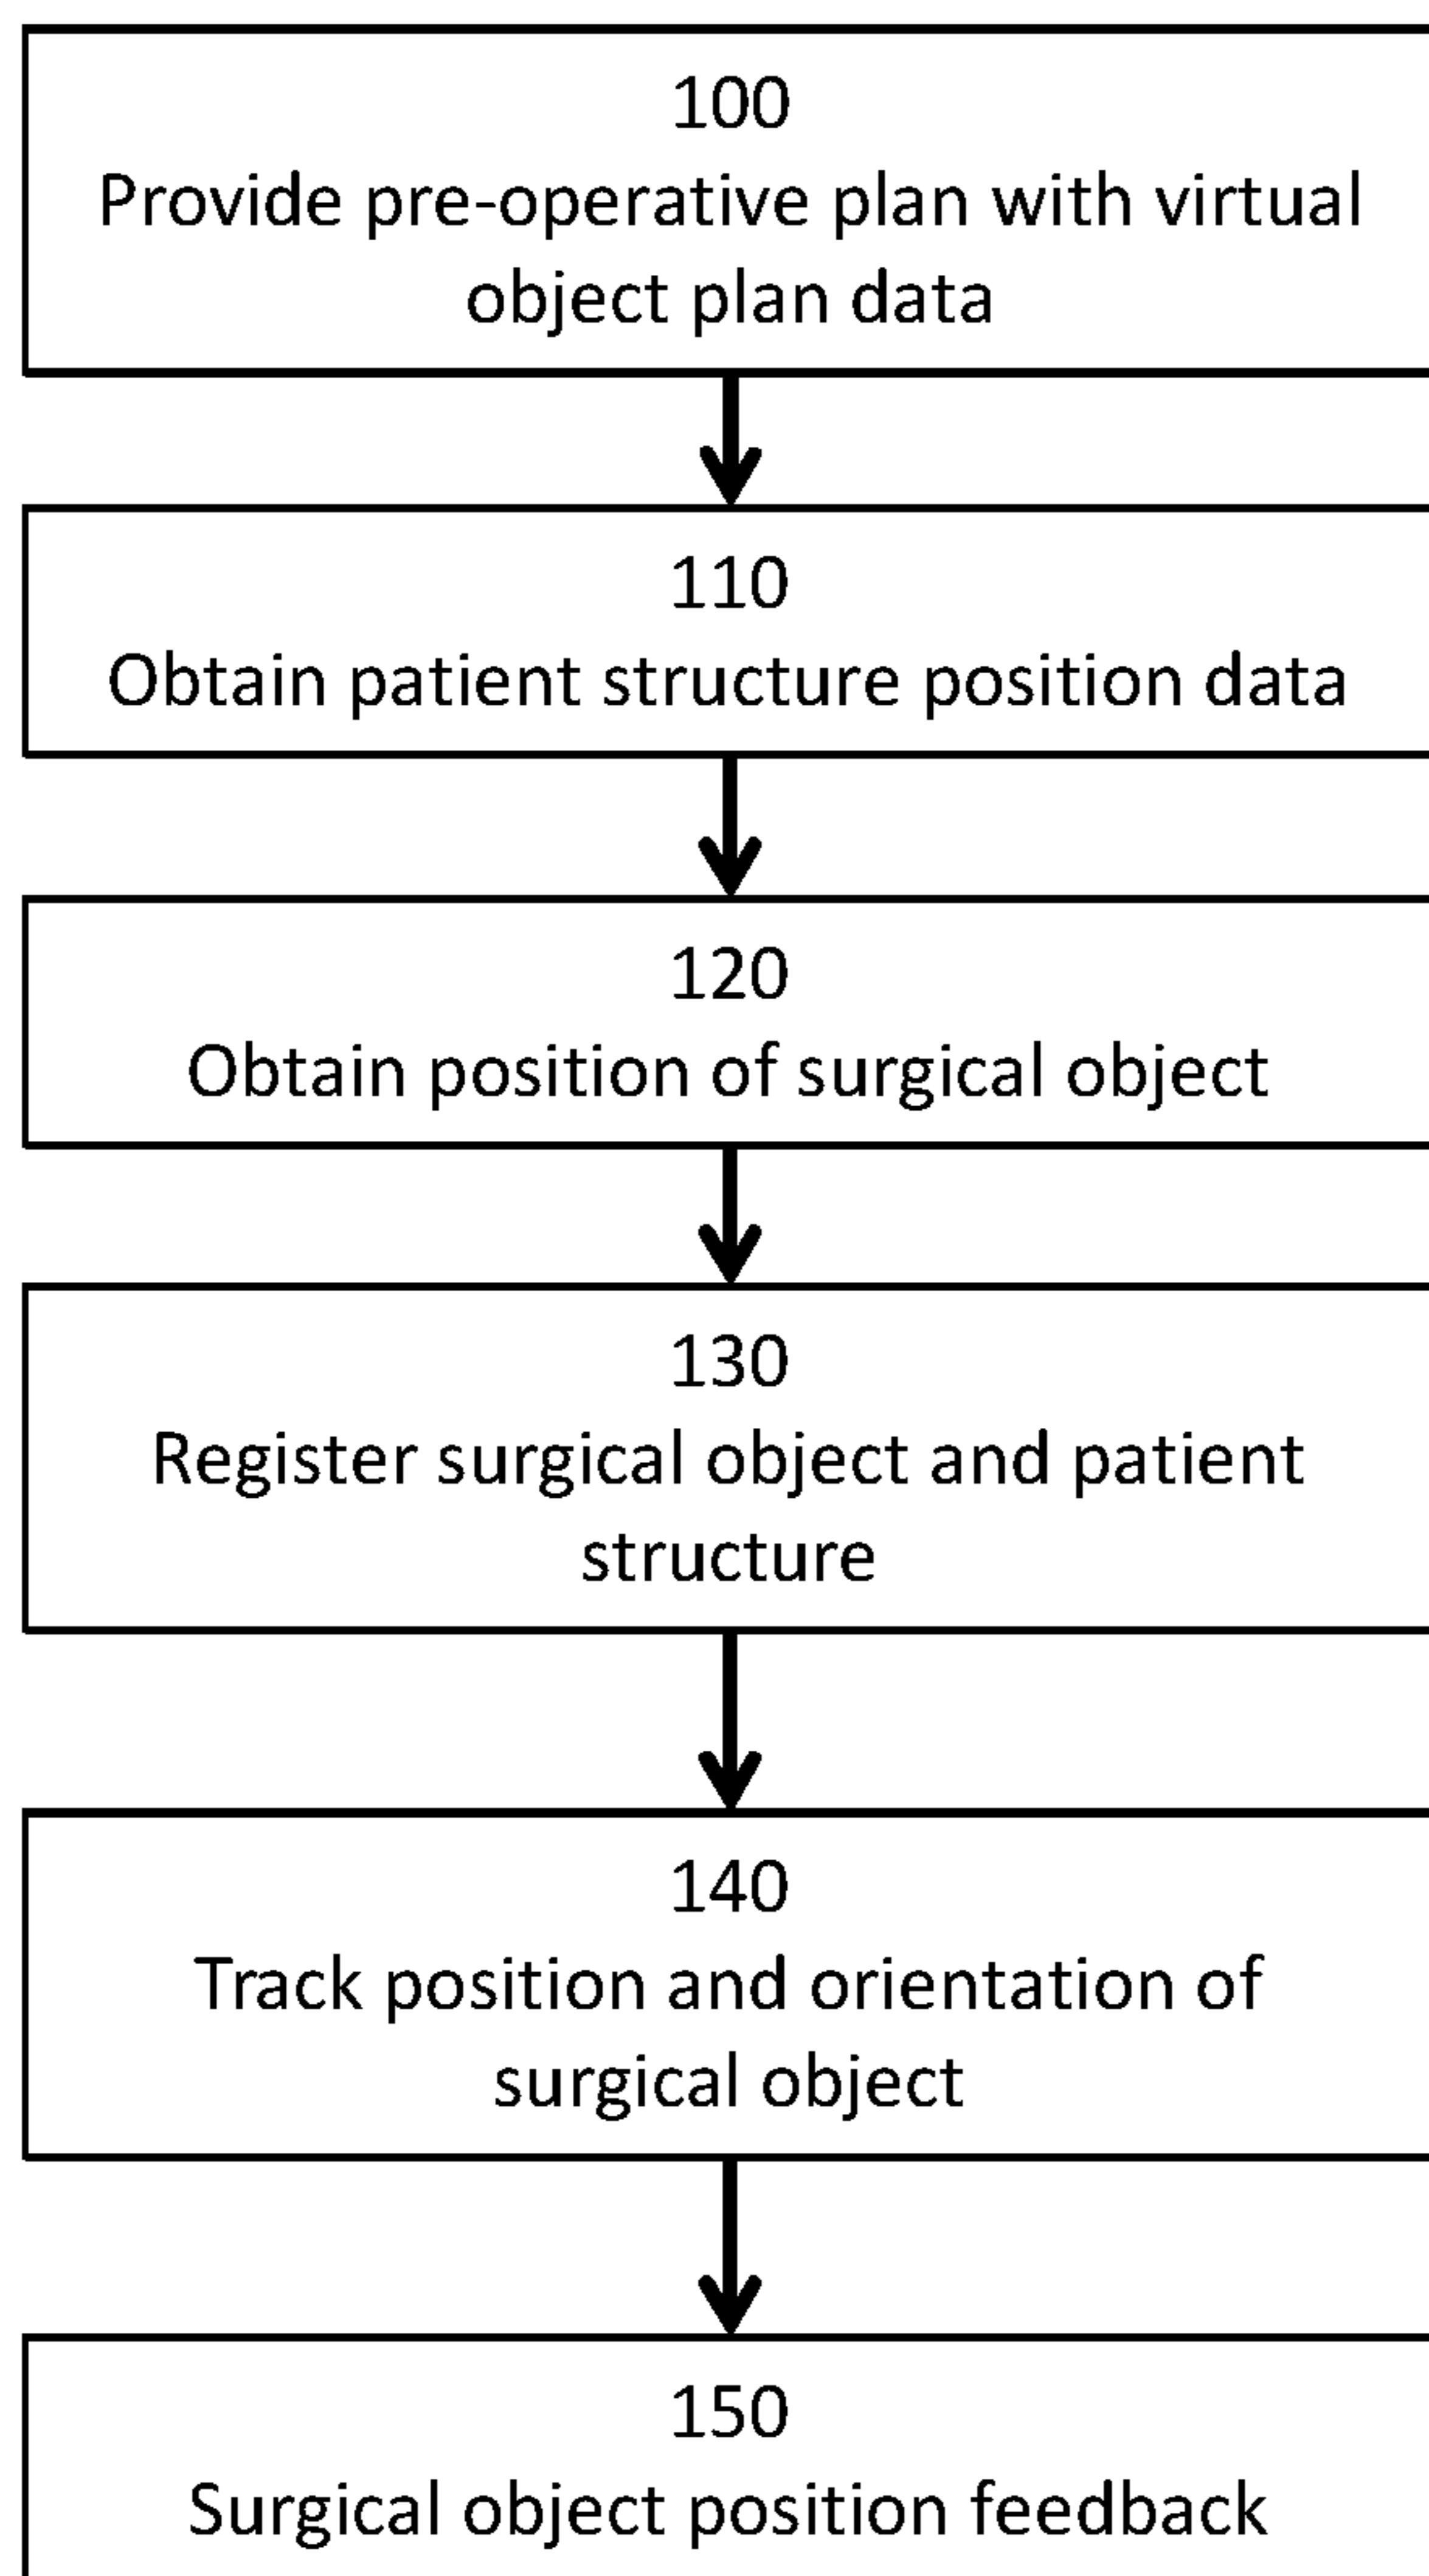 100
Provide pre-operative plan with virtual
object plan data
110
Obtain patient structure position data
120
Obtain position of surgical object
130
Register surgical object and patient
structure
140
Track position and orientation of
surgical object
150
Surgical object position feedback